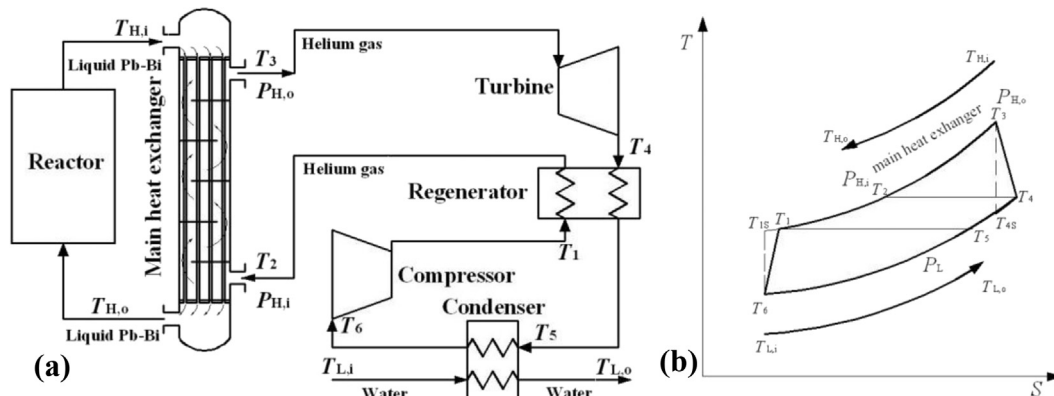 T_H,i
Liquid Pb-Bi
Reactor
Main heat exchanger
T_H,o
Liquid Pb-Bi
(a)
T_3
P_H,o
Helium gas
Turbine
T_4
Helium gas
Regenerator
T_2
P_H,i
T_1
Compressor
Condenser
T_6
T_5
T_L,i
Water
Water
T_L,o
(b)
T
T_H,i
P_H,o
T_3
main heat exhanger
T_H,o
P_H,i
T_2
T_4
T_1S
T_1
T_4S
T_5
P_L
T_6
T_L,o
T_L,i
S